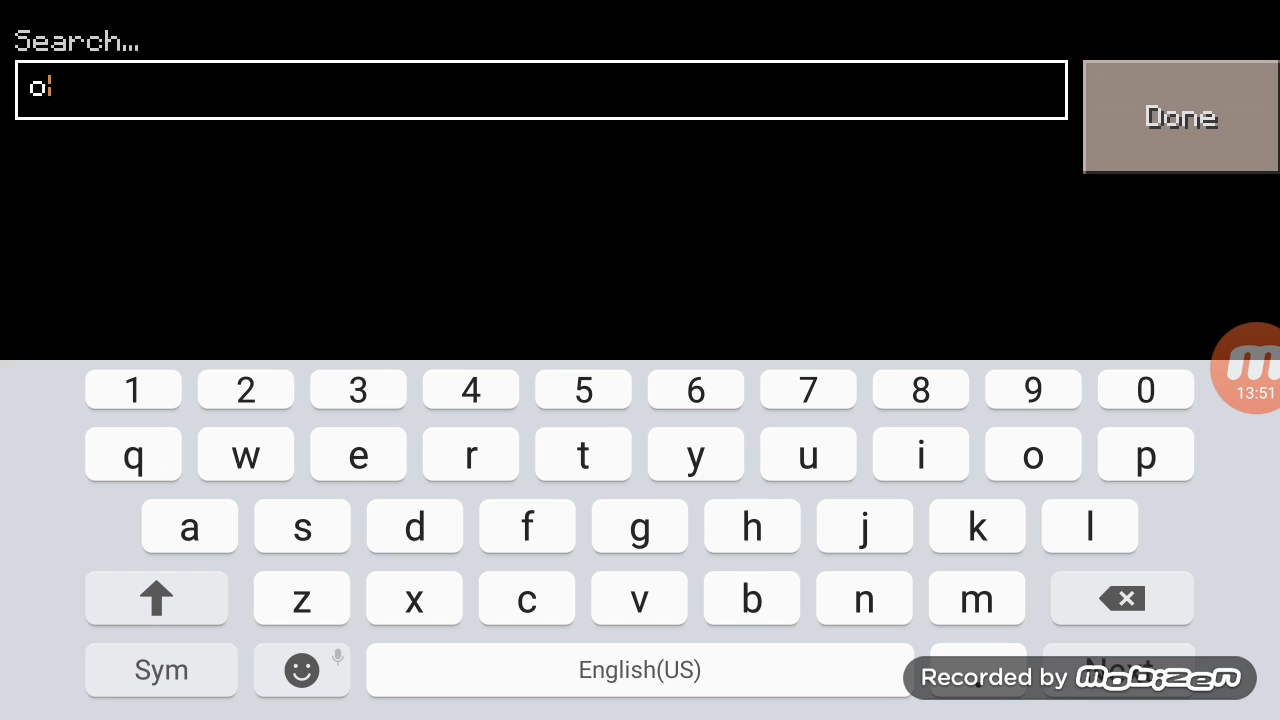 Search...
o
Done
1 2 3 4 5 6 7 8 9 0
13:51
q w e r t y u i o p
a s d f g h j k l
z x c v b n m
Sym English(US) . Next
Recorded by mobizen